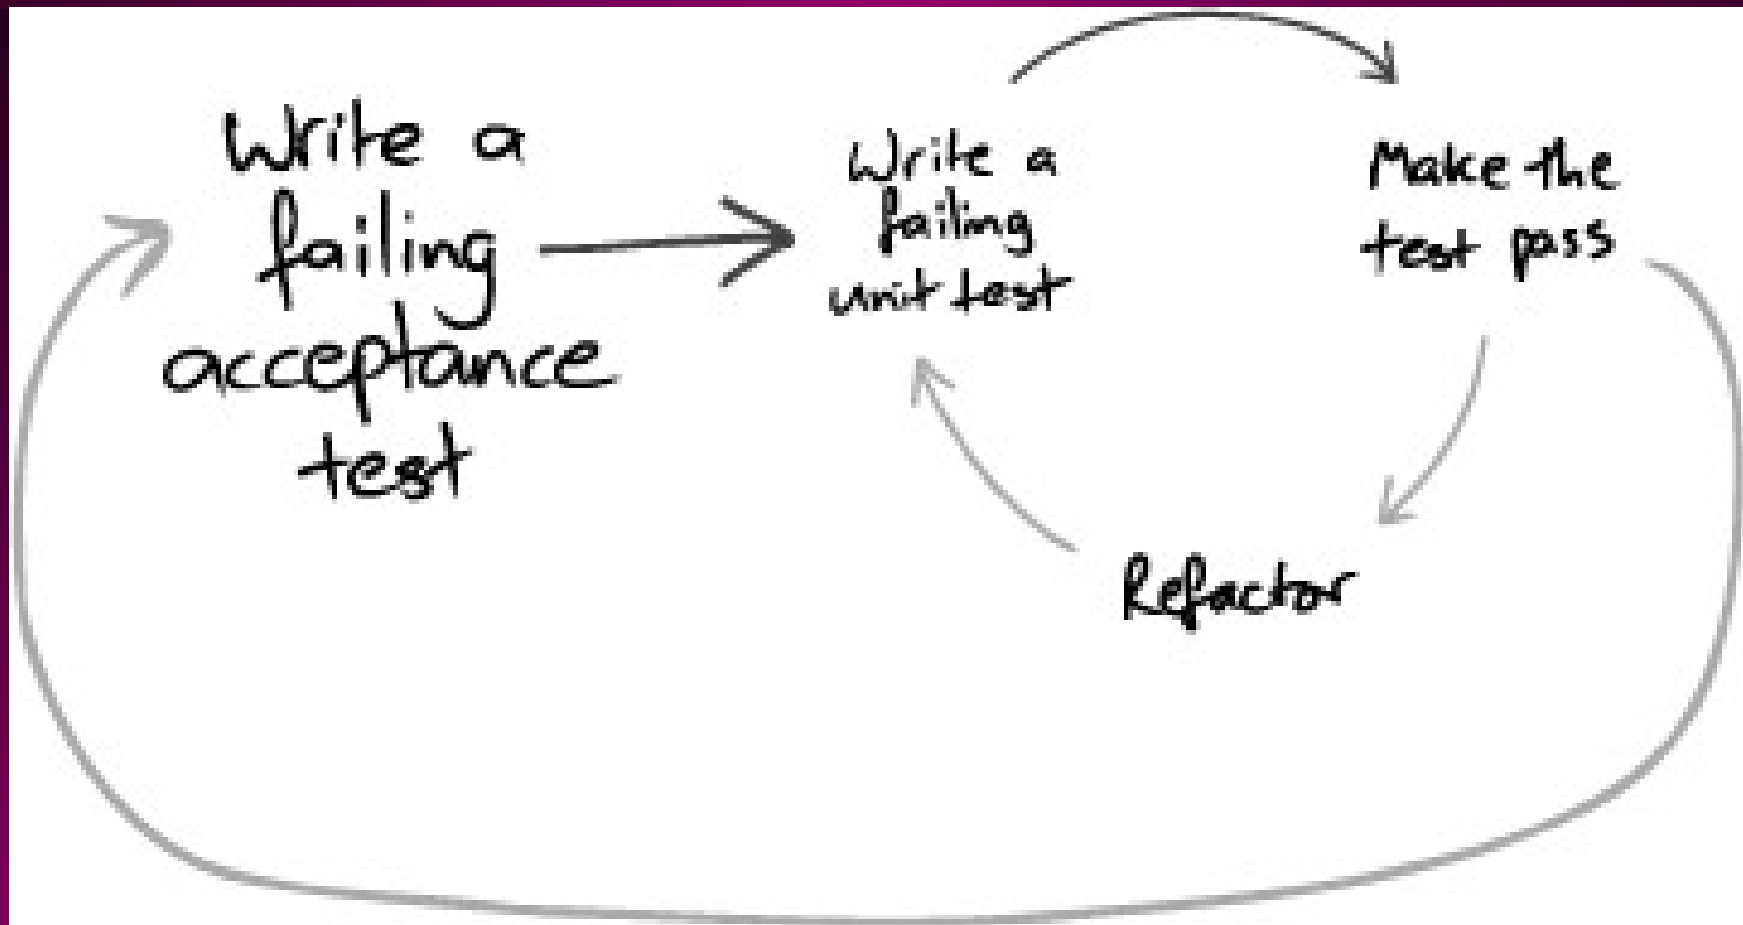 Write a
failing
acceptance
test
Write a
failing
unit test
Make the
test pass
Refactor